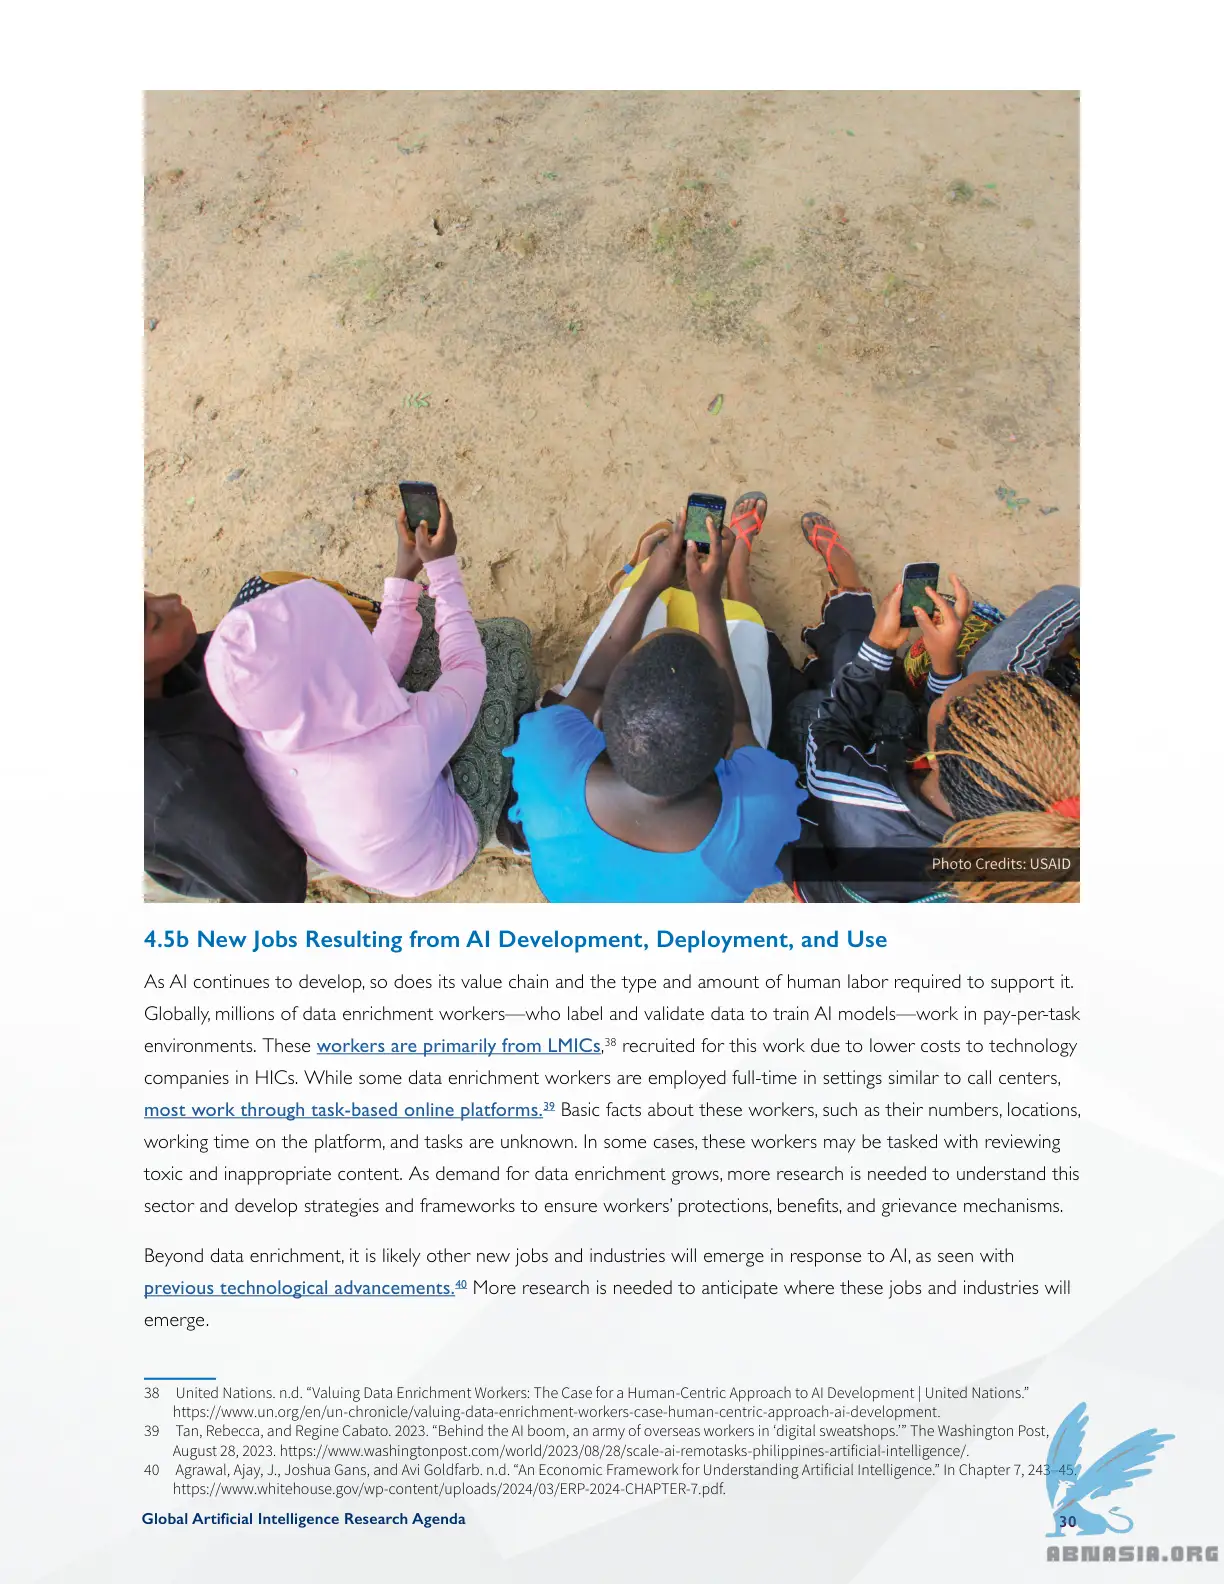 Photo Credits: USAID
4.5b New Jobs Resulting from AI Development, Deployment, and Use
As AI continues to develop, so does its value chain and the type and amount of human labor required to support it.
Globally, millions of data enrichment workers—who label and validate data to train AI models—work in pay-per-task
environments. These workers are primarily from LMICs,38 recruited for this work due to lower costs to technology
companies in HICs. While some data enrichment workers are employed full-time in settings similar to call centers,
most work through task-based online platforms.39 Basic facts about these workers, such as their numbers, locations,
working time on the platform, and tasks are unknown. In some cases, these workers may be tasked with reviewing
toxic and inappropriate content. As demand for data enrichment grows, more research is needed to understand this
sector and develop strategies and frameworks to ensure workers’ protections, benefits, and grievance mechanisms.
Beyond data enrichment, it is likely other new jobs and industries will emerge in response to AI, as seen with
previous technological advancements.40 More research is needed to anticipate where these jobs and industries will
emerge.
38 United Nations. n.d. “Valuing Data Enrichment Workers: The Case for a Human-Centric Approach to AI Development | United Nations.”
https://www.un.org/en/un-chronicle/valuing-data-enrichment-workers-case-human-centric-approach-ai-development.
39 Tan, Rebecca, and Regine Cabato. 2023. “Behind the AI boom, an army of overseas workers in ‘digital sweatshops.’” The Washington Post,
August 28, 2023. https://www.washingtonpost.com/world/2023/08/28/scale-ai-remotasks-philippines-artificial-intelligence/.
40 Agrawal, Ajay, J., Joshua Gans, and Avi Goldfarb. n.d. “An Economic Framework for Understanding Artificial Intelligence.” In Chapter 7, 243–45.
https://www.whitehouse.gov/wp-content/uploads/2024/03/ERP-2024-CHAPTER-7.pdf.
Global Artificial Intelligence Research Agenda
30
ABNASIA.ORG